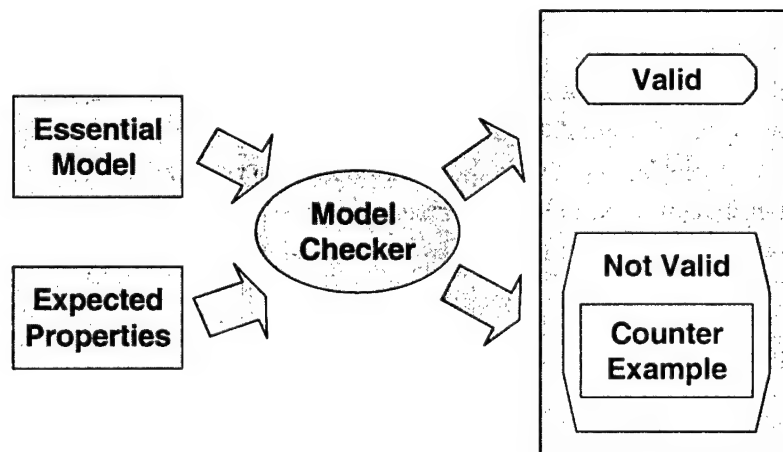 Essential
Model
Expected
Properties
Model
Checker
Valid
Not Valid
Counter
Example